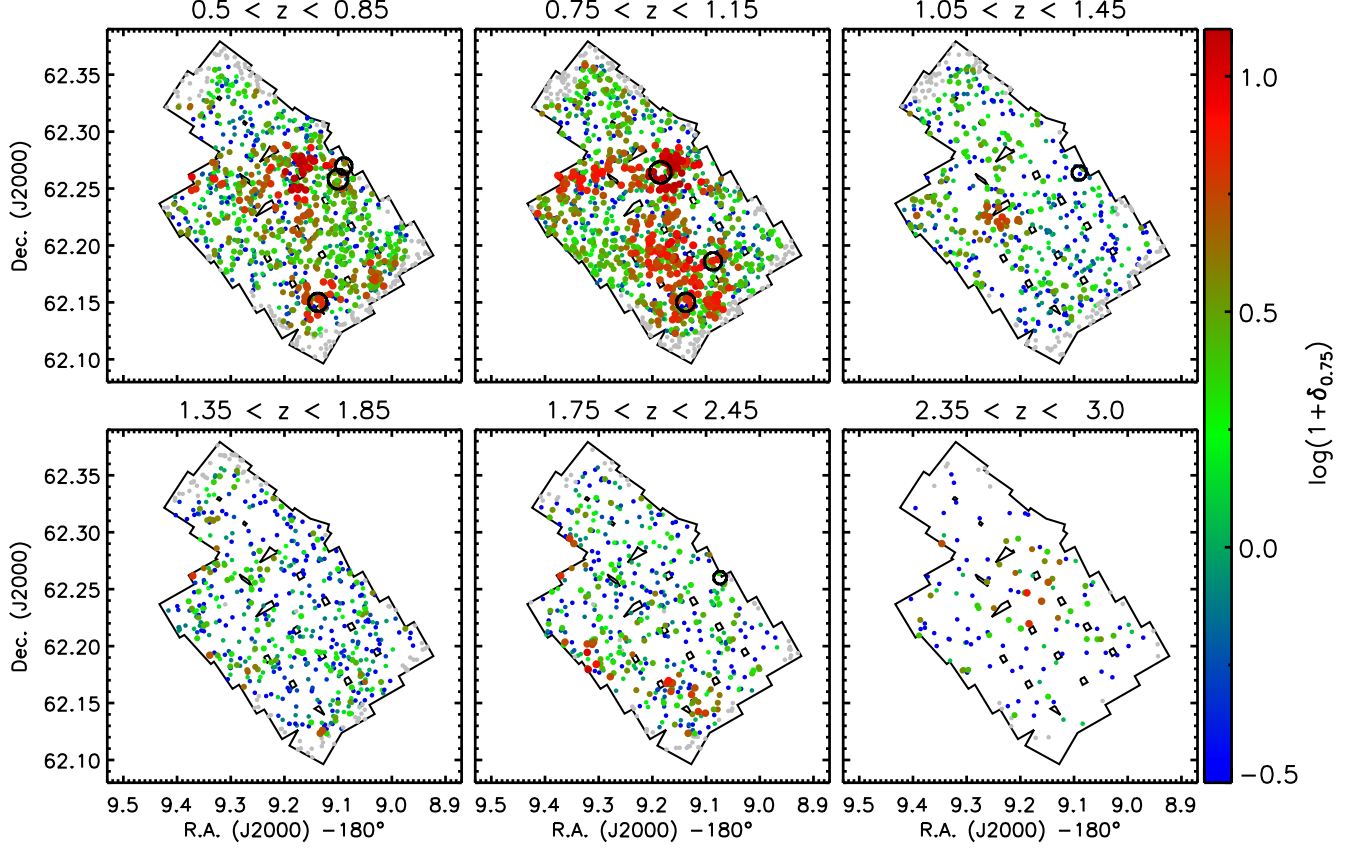 0.5 < z < 0.85
0.75 < z < 1.15
1.05 < z < 1.45
62.35
62.30
62.25
62.20
62.15
62.10
Dec. (J2000)
1.35 < z < 1.85
1.75 < z < 2.45
2.35 < z < 3.0
62.35
62.30
62.25
62.20
62.15
62.10
Dec. (J2000)
9.5 9.4 9.3 9.2 9.1 9.0 8.9
9.5 9.4 9.3 9.2 9.1 9.0 8.9
9.5 9.4 9.3 9.2 9.1 9.0 8.9
R.A. (J2000) −180°
R.A. (J2000) −180°
R.A. (J2000) −180°
1.0
0.5
0.0
−0.5
log(1+δ0.75)